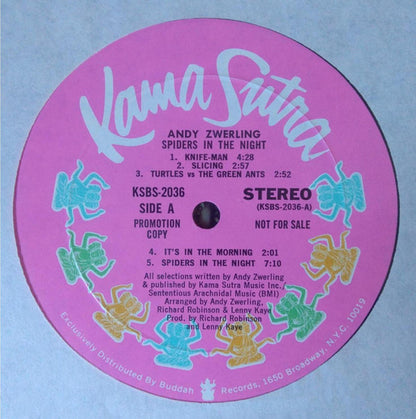 Kama Sutra
ANDY ZWERLING
SPIDERS IN THE NIGHT
1. KNIFE-MAN 4:28
2. SLICING 2:57
3. TURTLES vs THE GREEN ANTS 2:52
KSBS-2036
SIDE A
PROMOTION
COPY
STEREO
(KSBS-2036-A)
NOT FOR SALE
4. IT'S IN THE MORNING 2:01
5. SPIDERS IN THE NIGHT 7:10
All selections written by Andy Zwerling
& published by Kama Sutra Music Inc./
Sententious Arachnidal Music (BMI)
Arranged by Andy Zwerling,
Richard Robinson & Lenny Kaye
Prod. by Richard Robinson
and Lenny Kaye
Exclusively Distributed By Buddah Records, 1650 Broadway, N.Y.C. 10019